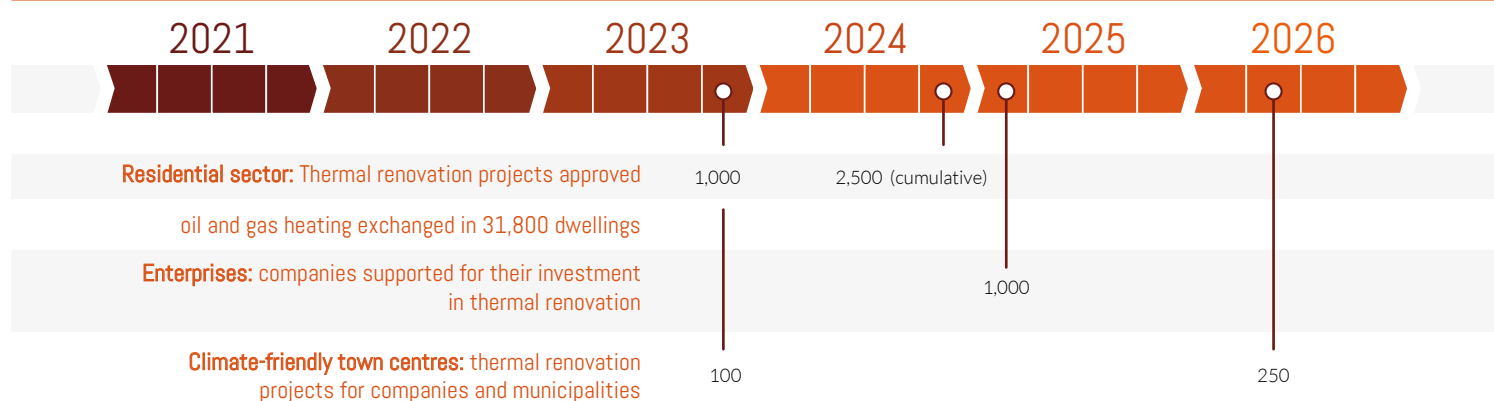 2021 2022 2023 2024 2025 2026
Residential sector: Thermal renovation projects approved 1,000 2,500 (cumulative)
oil and gas heating exchanged in 31,800 dwellings
Enterprises: companies supported for their investment
in thermal renovation 1,000
Climate-friendly town centres: thermal renovation
projects for companies and municipalities 100 250